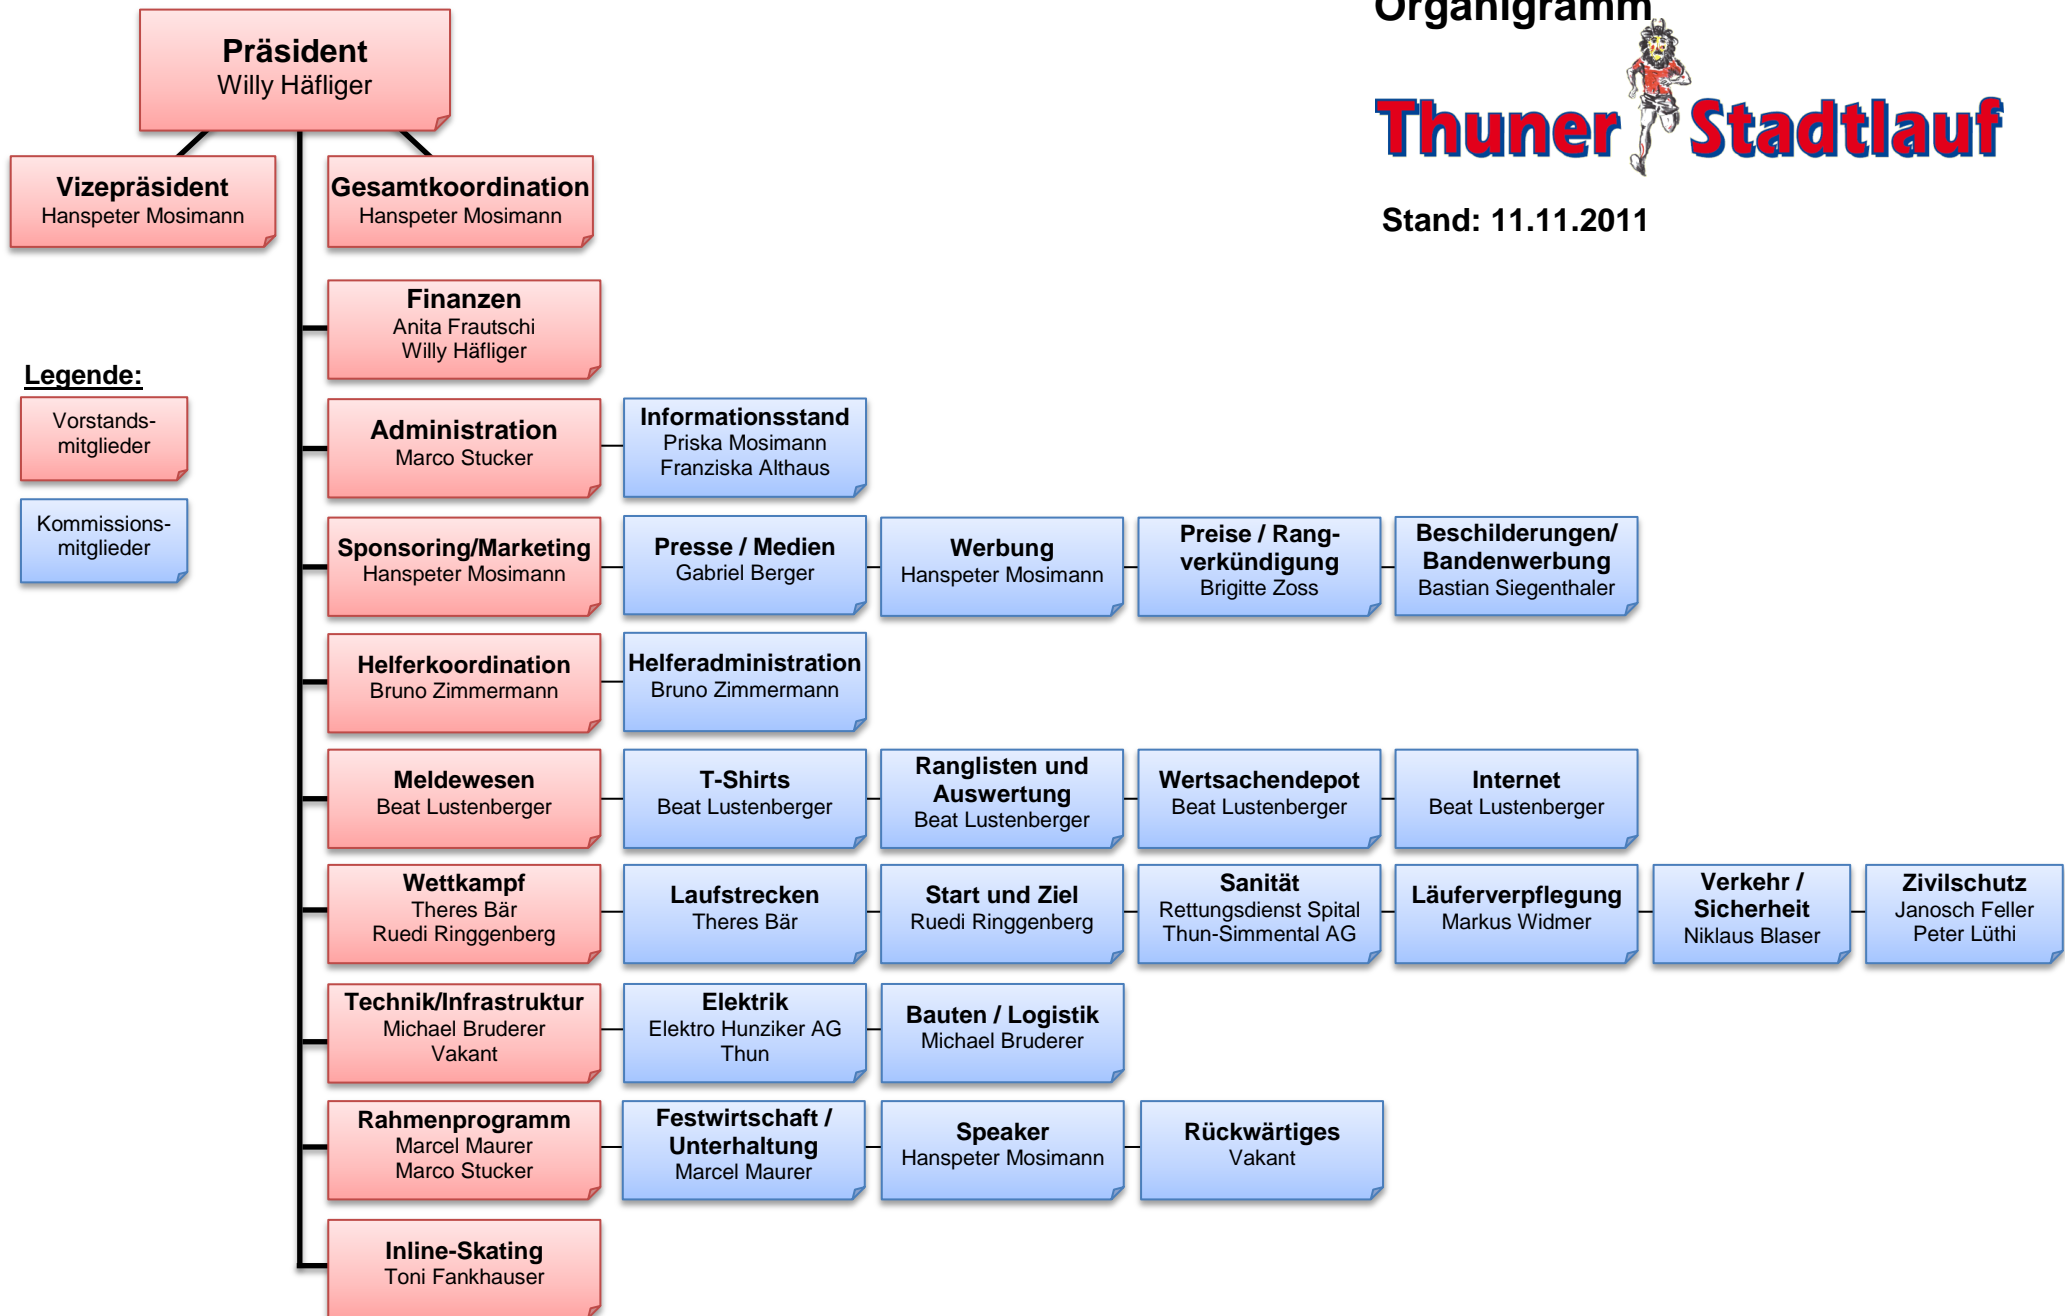 Organigramm
Thuner Stadtlauf
Stand: 11.11.2011
Präsident
Willy Häfliger
Vizepräsident
Hanspeter Mosimann
Gesamtkoordination
Hanspeter Mosimann
Finanzen
Anita Frautschi
Willy Häfliger
Legende:
Vorstands-
mitglieder
Kommissions-
mitglieder
Administration
Marco Stucker
Informationsstand
Priska Mosimann
Franziska Althaus
Sponsoring/Marketing
Hanspeter Mosimann
Presse / Medien
Gabriel Berger
Werbung
Hanspeter Mosimann
Preise / Rang-
verkündigung
Brigitte Zoss
Beschilderungen/
Bandenwerbung
Bastian Siegenthaler
Helferkoordination
Bruno Zimmermann
Helferadministration
Bruno Zimmermann
Meldewesen
Beat Lustenberger
T-Shirts
Beat Lustenberger
Ranglisten und
Auswertung
Beat Lustenberger
Wertsachendepot
Beat Lustenberger
Internet
Beat Lustenberger
Wettkampf
Theres Bär
Ruedi Ringgenberg
Laufstrecken
Theres Bär
Start und Ziel
Ruedi Ringgenberg
Sanität
Rettungsdienst Spital
Thun-Simmental AG
Läuferverpflegung
Markus Widmer
Verkehr /
Sicherheit
Niklaus Blaser
Zivilschutz
Janosch Feller
Peter Lüthi
Technik/Infrastruktur
Michael Bruderer
Vakant
Elektrik
Elektro Hunziker AG
Thun
Bauten / Logistik
Michael Bruderer
Rahmenprogramm
Marcel Maurer
Marco Stucker
Festwirtschaft /
Unterhaltung
Marcel Maurer
Speaker
Hanspeter Mosimann
Rückwärtiges
Vakant
Inline-Skating
Toni Fankhauser